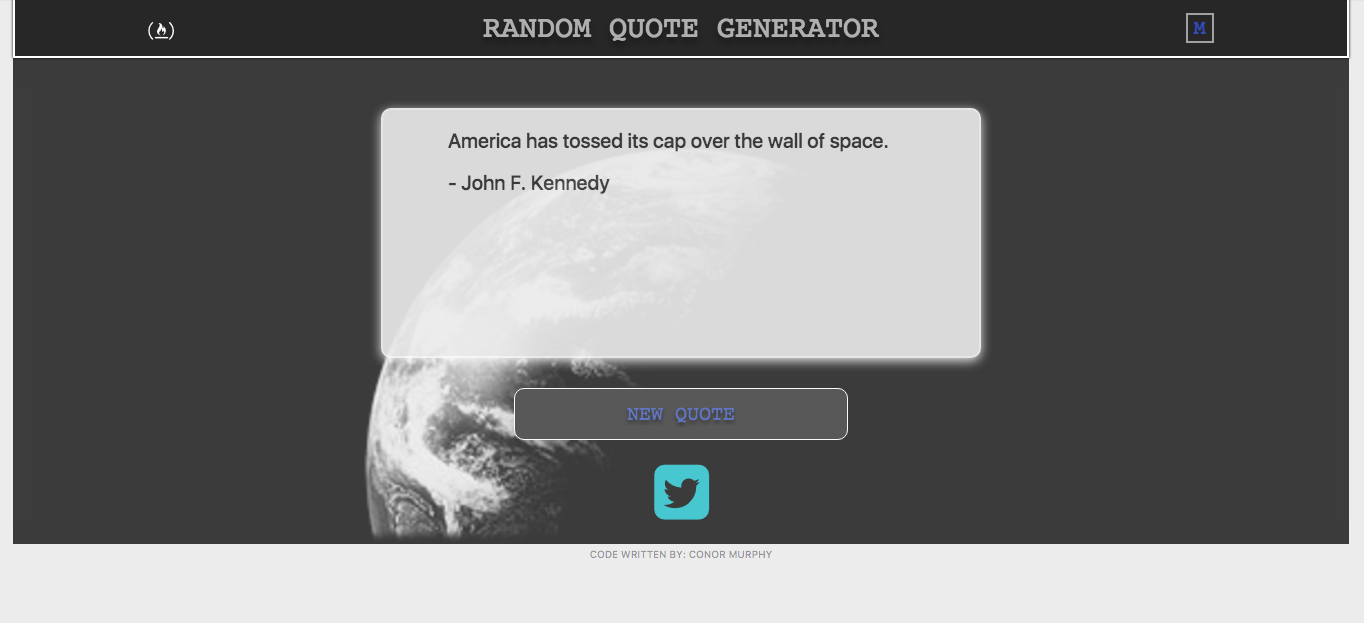 RANDOM QUOTE GENERATOR
M
America has tossed its cap over the wall of space.
- John F. Kennedy
NEW QUOTE
CODE WRITTEN BY: CONOR MURPHY